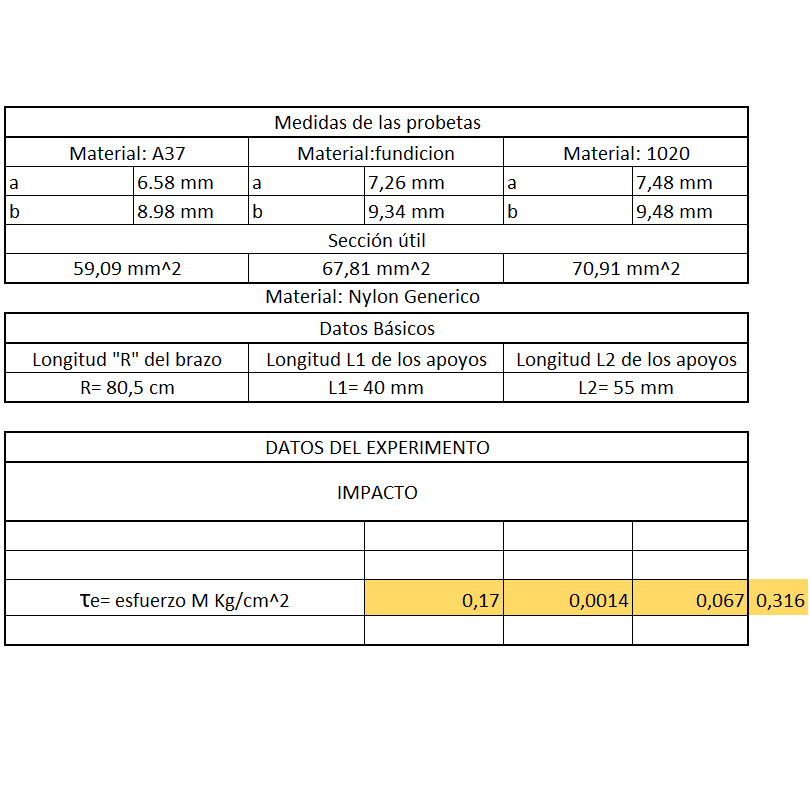 Medidas de las probetas
Material: A37 Material:fundicion Material: 1020
a 6.58 mm a 7,26 mm a 7,48 mm
b 8.98 mm b 9,34 mm b 9,48 mm
Sección útil
59,09 mm^2 67,81 mm^2 70,91 mm^2
Material: Nylon Generico
Datos Básicos
Longitud "R" del brazo Longitud L1 de los apoyos Longitud L2 de los apoyos
R= 80,5 cm L1= 40 mm L2= 55 mm
DATOS DEL EXPERIMENTO
IMPACTO
τe= esfuerzo M Kg/cm^2 0,17 0,0014 0,067 0,316